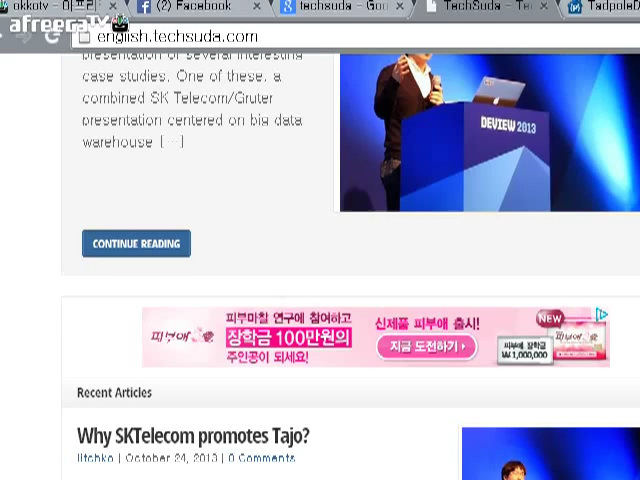 okkotv - 아프리
(2) Facebook
techsuda - Goo
TechSuda - Te
TadpoleD
afreecaTV
english.techsuda.com
presentation of several interesting
case studies. One of these, a
combined SK Telecom/Gruter
presentation centered on big data
warehouse [...]
DEVIEW 2013
CONTINUE READING
피부마찰 연구에 참여하고
장학금 100만원의
주인공이 되세요!
신제품 피부애 출시!
지금 도전하기
NEW
피부애 장학금
₩1,000,000
Recent Articles
Why SKTelecom promotes Tajo?
litchko | October 24, 2013 | 0 Comments